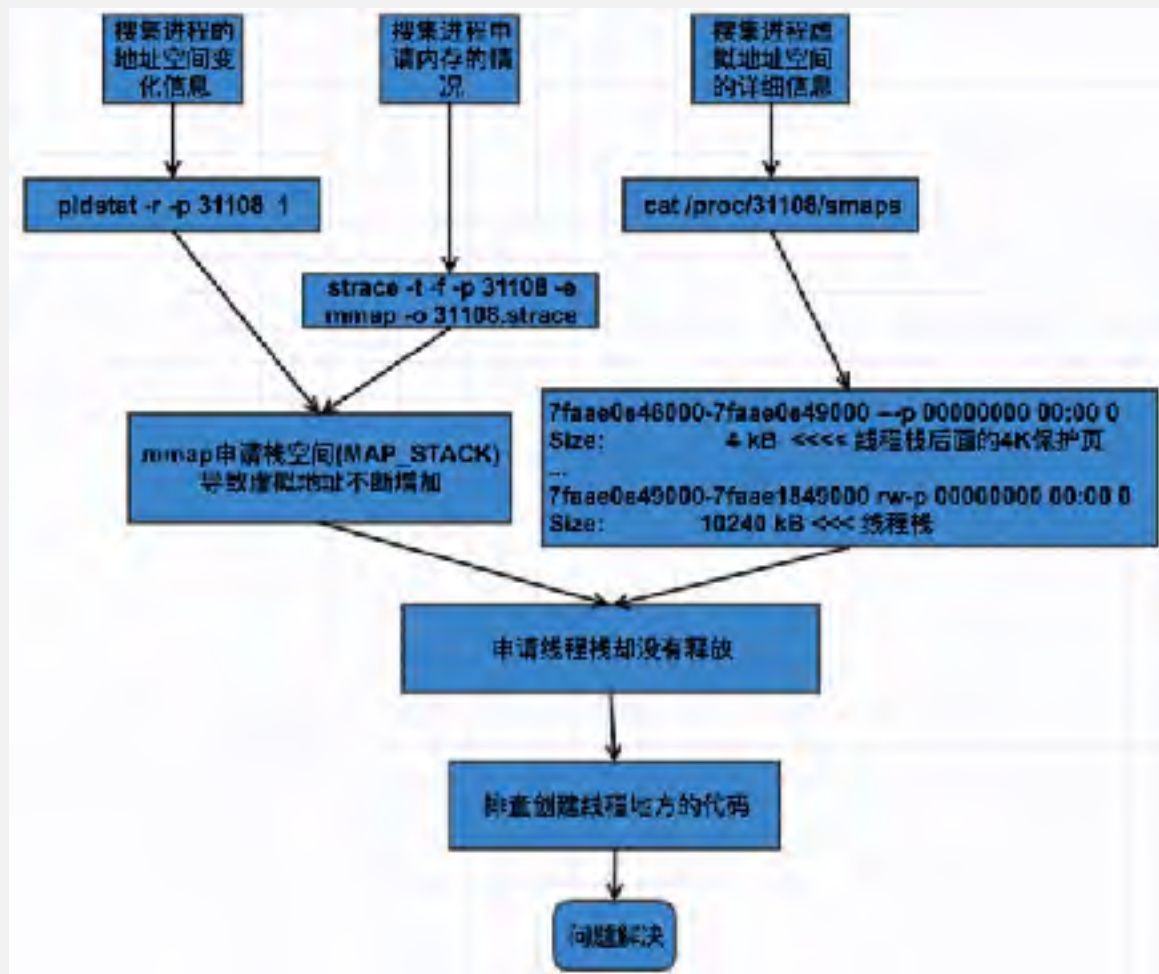 搜集进程的
地址空间变
化信息
搜集进程申
请内存的情
况
搜集进程虚
拟地址空间
的详细信息
pidstat -r -p 31108 1
cat /proc/31108/smaps
strace -t -f -p 31108 -e
mmap -o 31108.strace
mmap申请栈空间(MAP_STACK)
导致虚拟地址不断增加
7faae0e46000-7faae0e49000 ---p 00000000 00:00 0
Size: 4 kB <<<< 线程栈后面的4K保护页
...
7faae0e49000-7faae1849000 rw-p 00000000 00:00 0
Size: 10240 kB <<< 线程栈
申请线程栈却没有释放
排查创建线程地方的代码
问题解决